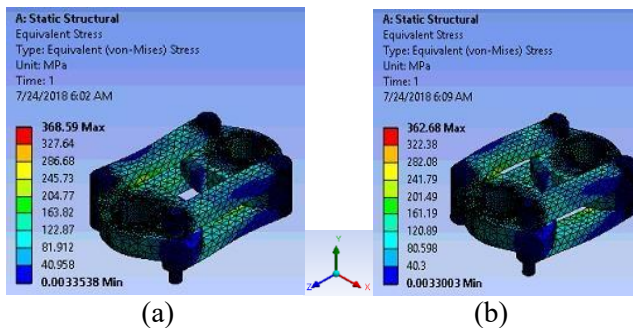 A: Static Structural
Equivalent Stress
Type: Equivalent (von-Mises) Stress
Unit: MPa
Time: 1
7/24/2018 6:02 AM
368.59 Max
327.64
286.68
245.73
204.77
163.82
122.87
81.912
40.958
0.0033538 Min
(a)
Y
Z
X
A: Static Structural
Equivalent Stress
Type: Equivalent (von-Mises) Stress
Unit: MPa
Time: 1
7/24/2018 6:09 AM
362.68 Max
322.38
282.08
241.79
201.49
161.19
120.89
80.598
40.3
0.0033003 Min
(b)